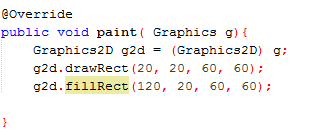 @Override
public void paint( Graphics g){
Graphics2D g2d = (Graphics2D) g;
g2d.drawRect(20, 20, 60, 60);
g2d.fillRect(120, 20, 60, 60);
}